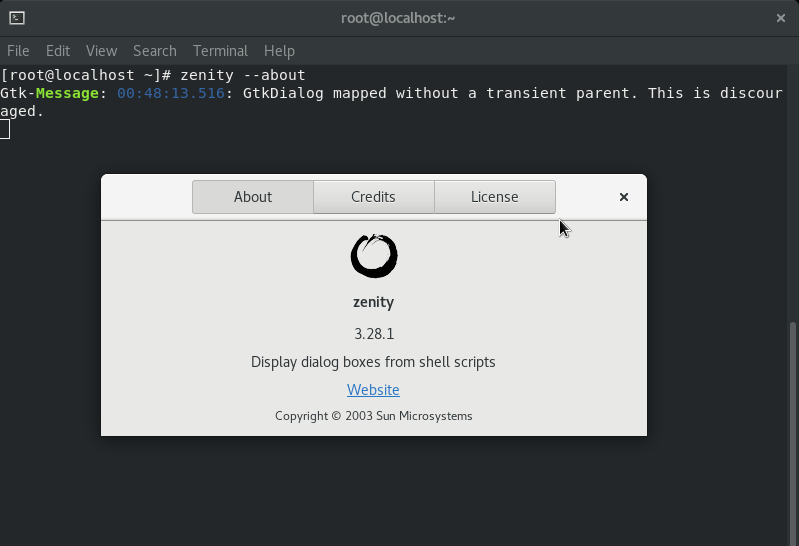 root@localhost:~
File Edit View Search Terminal Help
[root@localhost ~]# zenity --about
Gtk-Message: 00:48:13.516: GtkDialog mapped without a transient parent. This is discour
aged.
About Credits License
zenity
3.28.1
Display dialog boxes from shell scripts
Website
Copyright © 2003 Sun Microsystems